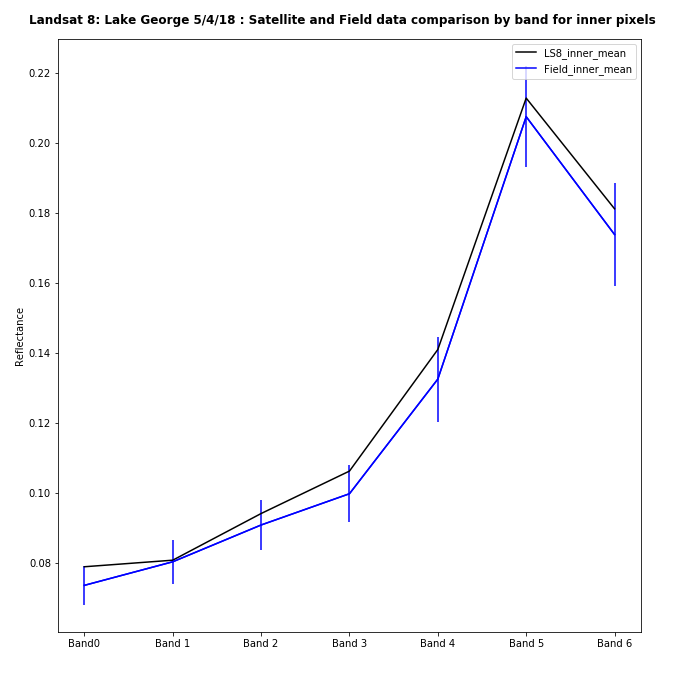 Landsat 8: Lake George 5/4/18 : Satellite and Field data comparison by band for inner pixels
LS8_inner_mean
Field_inner_mean
Reflectance
0.22
0.20
0.18
0.16
0.14
0.12
0.10
0.08
Band0 Band 1 Band 2 Band 3 Band 4 Band 5 Band 6